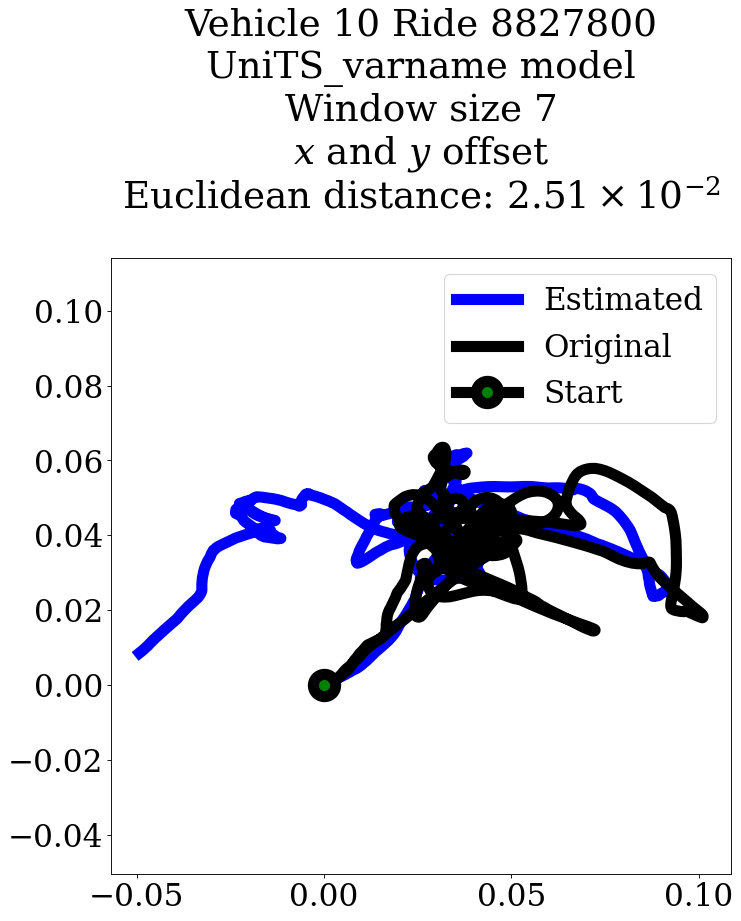 Vehicle 10 Ride 8827800
UniTS_varname model
Window size 7
x and y offset
Euclidean distance: 2.51 × 10⁻²
Estimated
Original
Start
0.10
0.08
0.06
0.04
0.02
0.00
−0.02
−0.04
−0.05 0.00 0.05 0.10